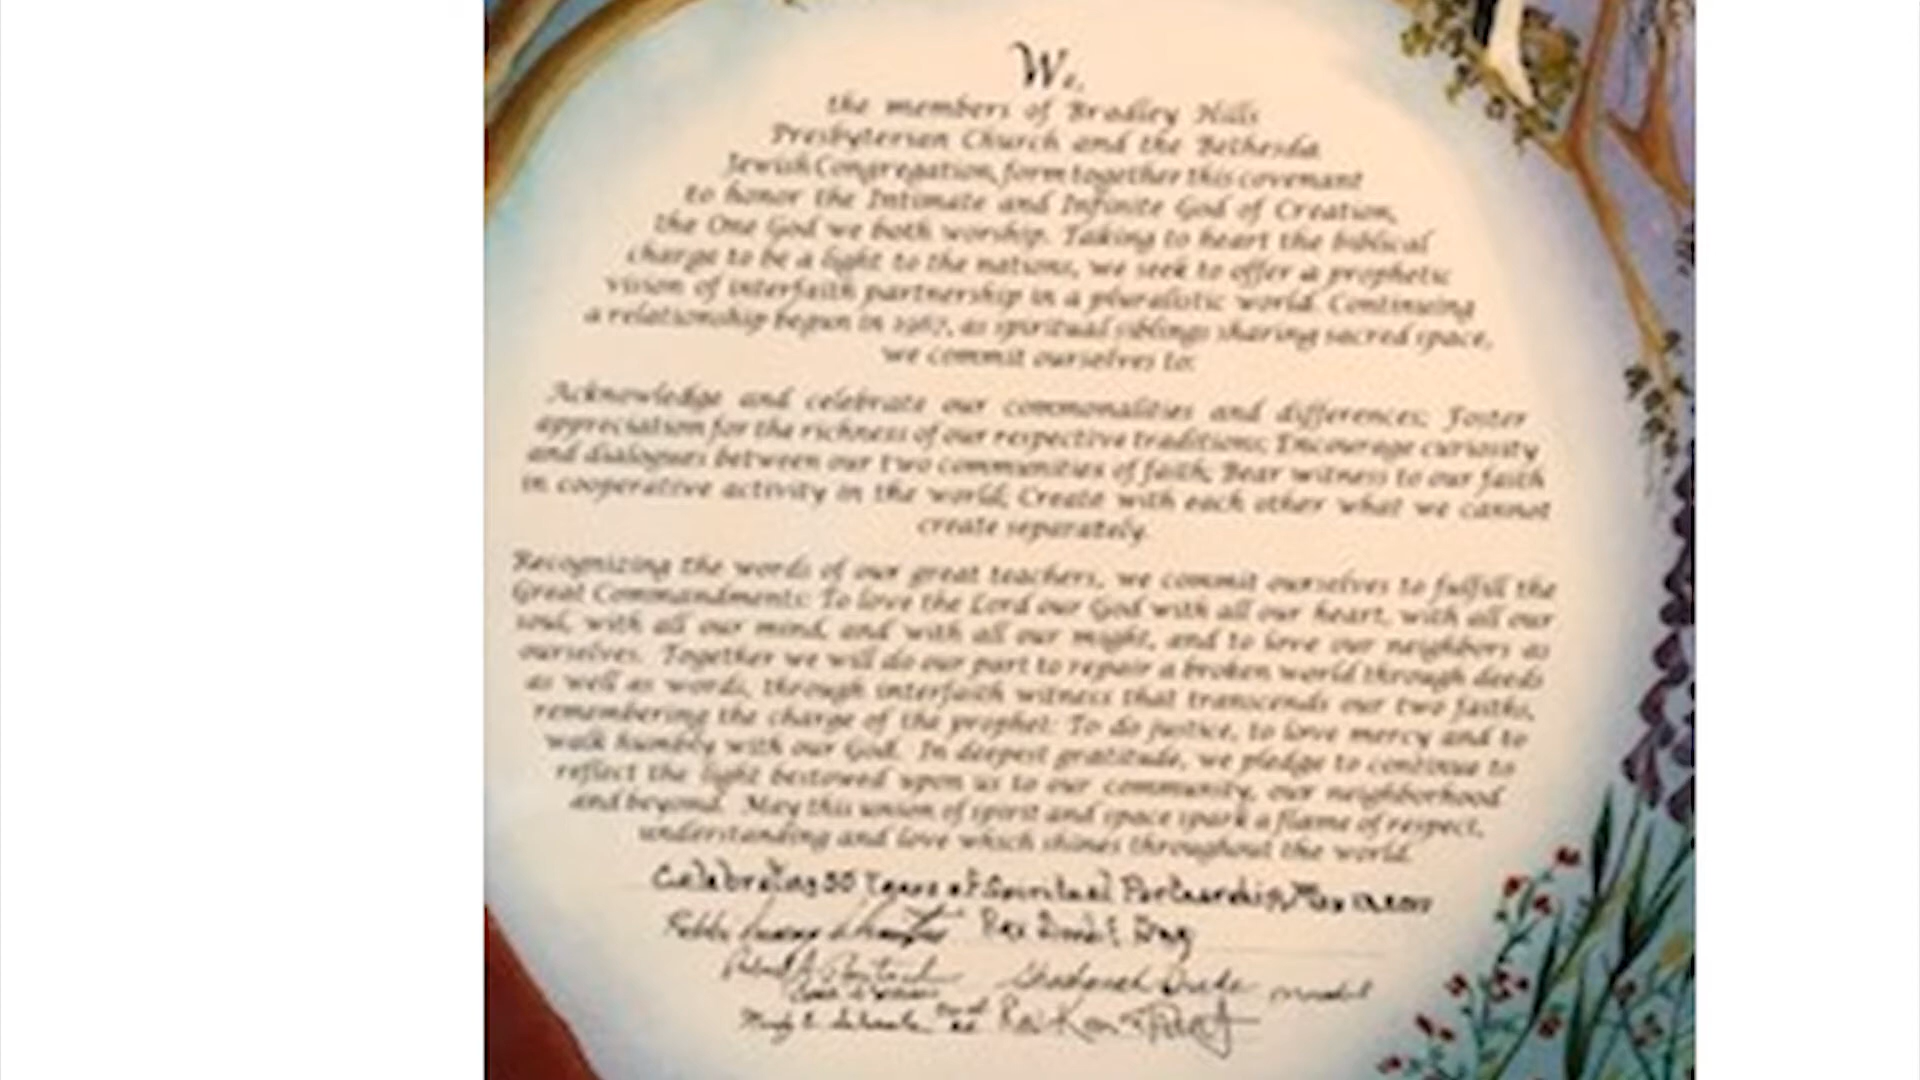 We,
the members of Bradley Hills
Presbyterian Church and the Bethesda
Jewish Congregation, form together this covenant
to honor the Intimate and Infinite God of Creation,
the One God we both worship. Taking to heart the biblical
charge to be a light to the nations, we seek to offer a prophetic
vision of interfaith partnership in a pluralistic world. Continuing
a relationship begun in 1967, as spiritual siblings sharing sacred space,
we commit ourselves to:
Acknowledge and celebrate our commonalities and differences; Foster
appreciation for the richness of our respective traditions; Encourage curiosity
and dialogues between our two communities of faith; Bear witness to our faith
in cooperative activity in the world; Create with each other what we cannot
create separately.
Recognizing the words of our great teachers, we commit ourselves to fulfill the
Great Commandments: To love the Lord our God with all our heart, with all our
soul, with all our mind, and with all our might, and to love our neighbors as
ourselves. Together we will do our part to repair a broken world through deeds
as well as words, through interfaith witness that transcends our two faiths,
remembering the charge of the prophet: To do justice, to love mercy and to
walk humbly with our God. In deepest gratitude, we pledge to continue to
reflect the light bestowed upon us to our community, our neighborhood
and beyond. May this union of spirit and space spark a flame of respect,
understanding and love which shines throughout the world.
Celebrating 50 Years of Spiritual Partnership, May
Rabbi Rev David Gray